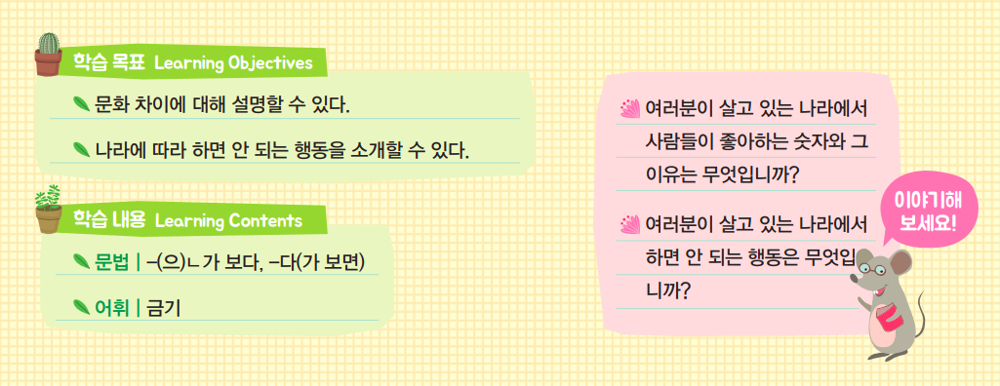 학습 목표 Learning Objectives
문화 차이에 대해 설명할 수 있다.
나라에 따라 하면 안 되는 행동을 소개할 수 있다.
학습 내용 Learning Contents
문법 | -(으)ㄴ가 보다, -다(가 보면)
어휘 | 금기
여러분이 살고 있는 나라에서
사람들이 좋아하는 숫자와 그
이유는 무엇입니까?
여러분이 살고 있는 나라에서
하면 안 되는 행동은 무엇입
니까?
이야기해
보세요!